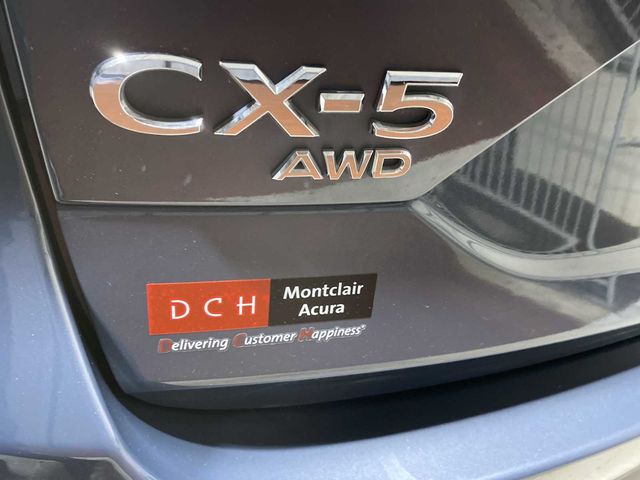 CX-5
AWD
DCH
Montclair
Acura
Delivering Customer Happiness®